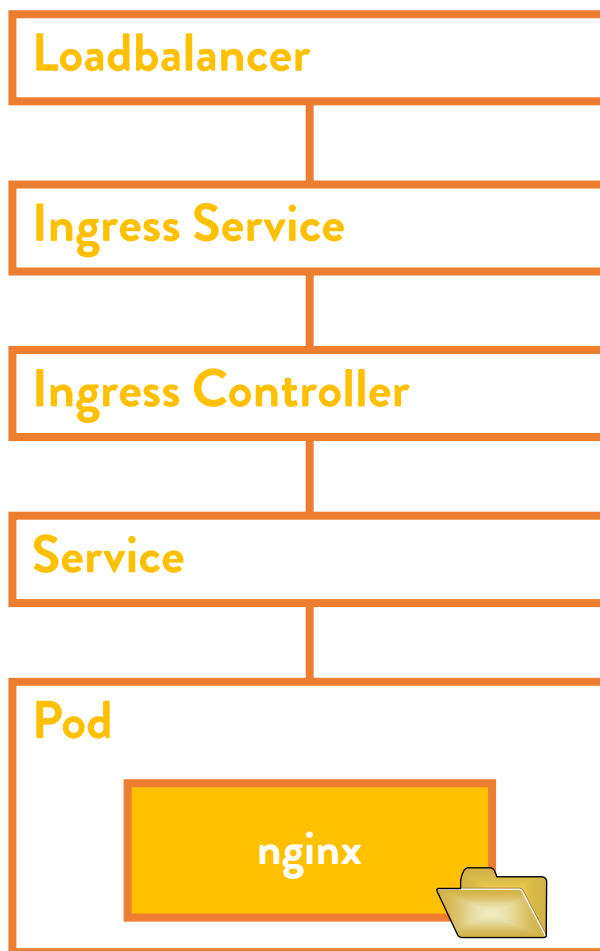 Loadbalancer
Ingress Service
Ingress Controller
Service
Pod
nginx